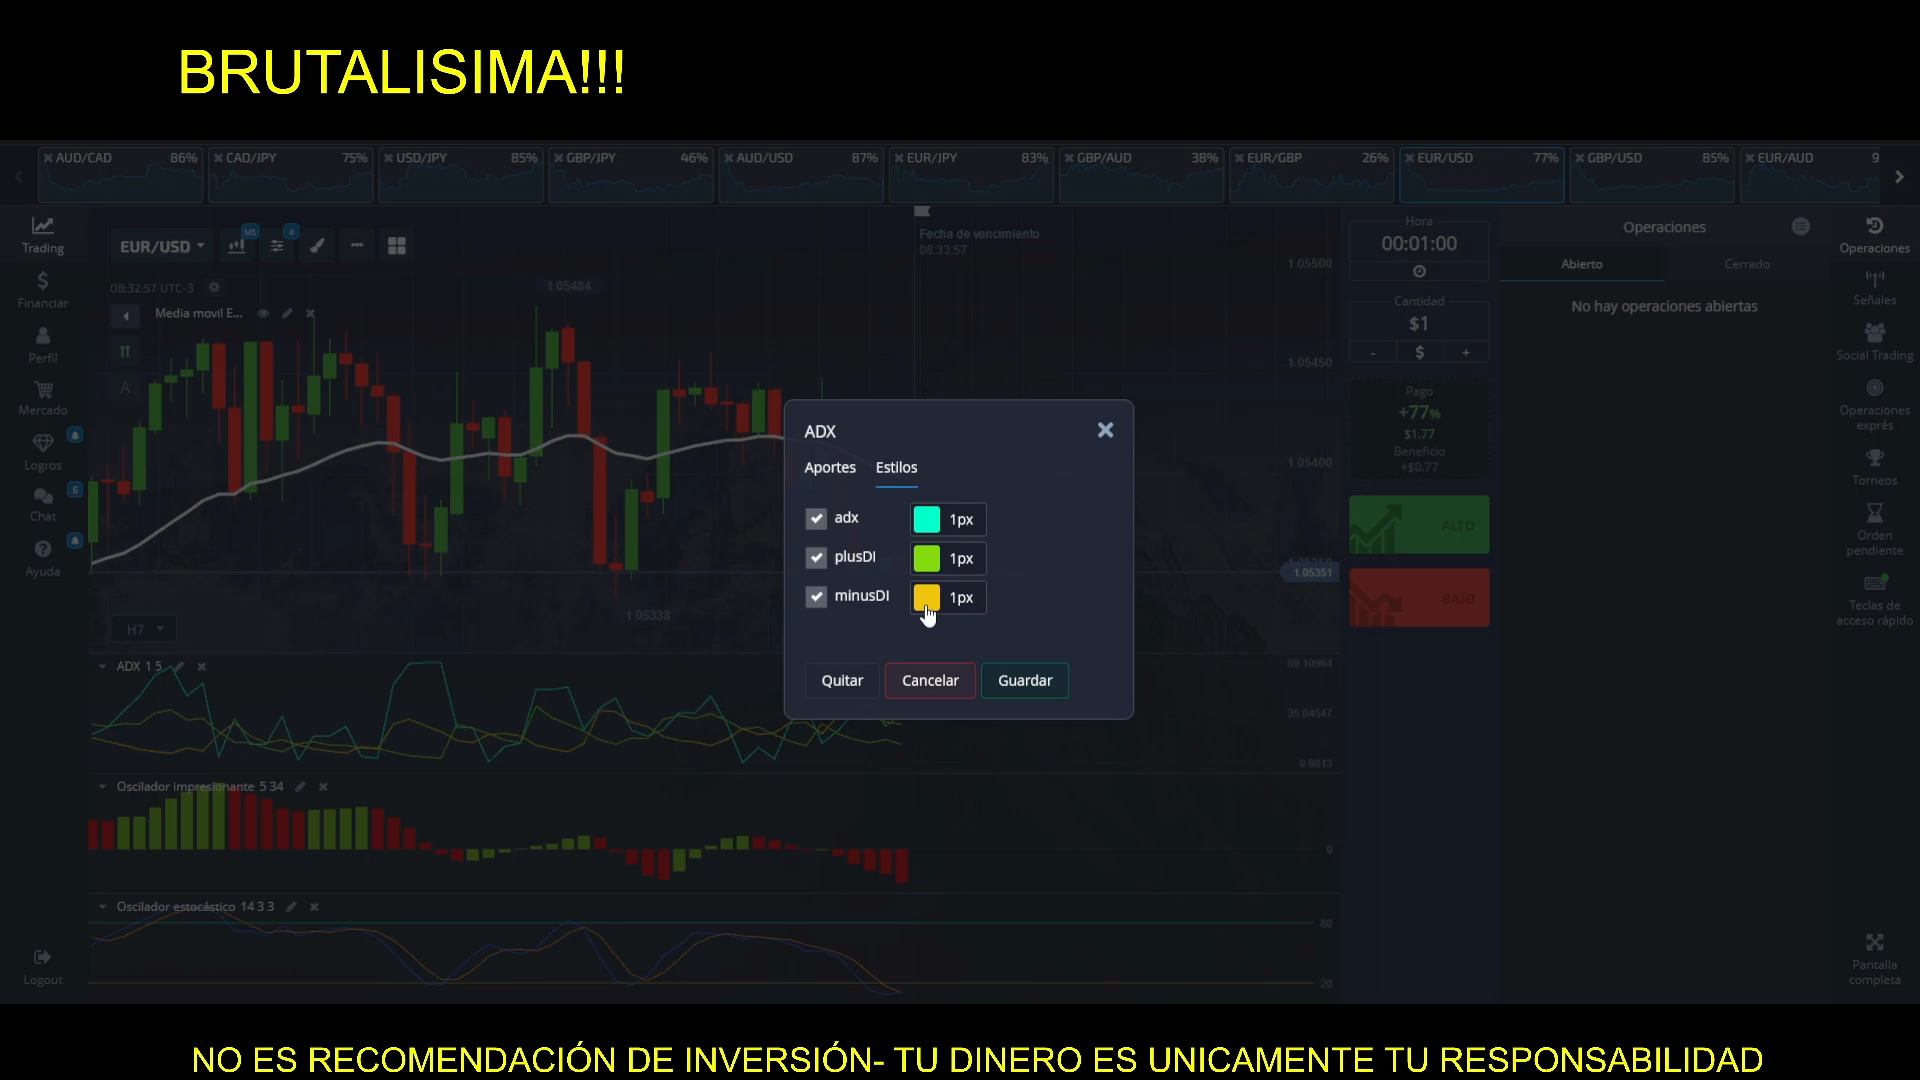 BRUTALISIMA!!!
AUD/CAD 86%
CAD/JPY 75%
USD/JPY 85%
GBP/JPY 46%
AUD/USD 87%
EUR/JPY 83%
GBP/AUD 38%
EUR/GBP 26%
EUR/USD 77%
GBP/USD 85%
EUR/AUD 9
Trading
Financiar
Perfil
Mercado
Logros
6
Chat
Ayuda
Logout
EUR/USD
M5
4
08:32:57 UTC-3
Media movil E...
1.05484
Fecha de vencimiento
08:33:57
1.05500
1.05450
1.05400
1.05351
1.05338
H7
ADX 1 5
35.04547
0.9813
Oscilador impresionante 5 34
0
Oscilador estocástico 14 3 3
80
20
ADX
Aportes Estilos
adx 1px
plusDI 1px
minusDI 1px
Quitar Cancelar Guardar
Hora
00:01:00
Cantidad
$1
- $ +
Pago
+77%
$1.77
Beneficio
+$0.77
ALTO
BAJO
Operaciones
Abierto Cerrado
No hay operaciones abiertas
Operaciones
Señales
Social Trading
Operaciones
exprés
Torneos
Orden
pendiente
Teclas de
acceso rápido
Pantalla
completa
NO ES RECOMENDACIÓN DE INVERSIÓN- TU DINERO ES UNICAMENTE TU RESPONSABILIDAD